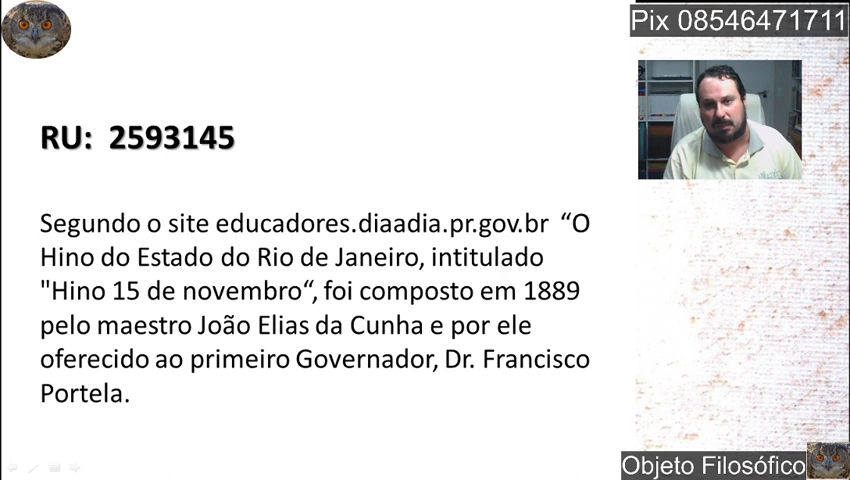 Pix 08546471711
RU: 2593145
Segundo o site educadores.diaadia.pr.gov.br “O
Hino do Estado do Rio de Janeiro, intitulado
"Hino 15 de novembro“, foi composto em 1889
pelo maestro João Elias da Cunha e por ele
oferecido ao primeiro Governador, Dr. Francisco
Portela.
Objeto Filosófico